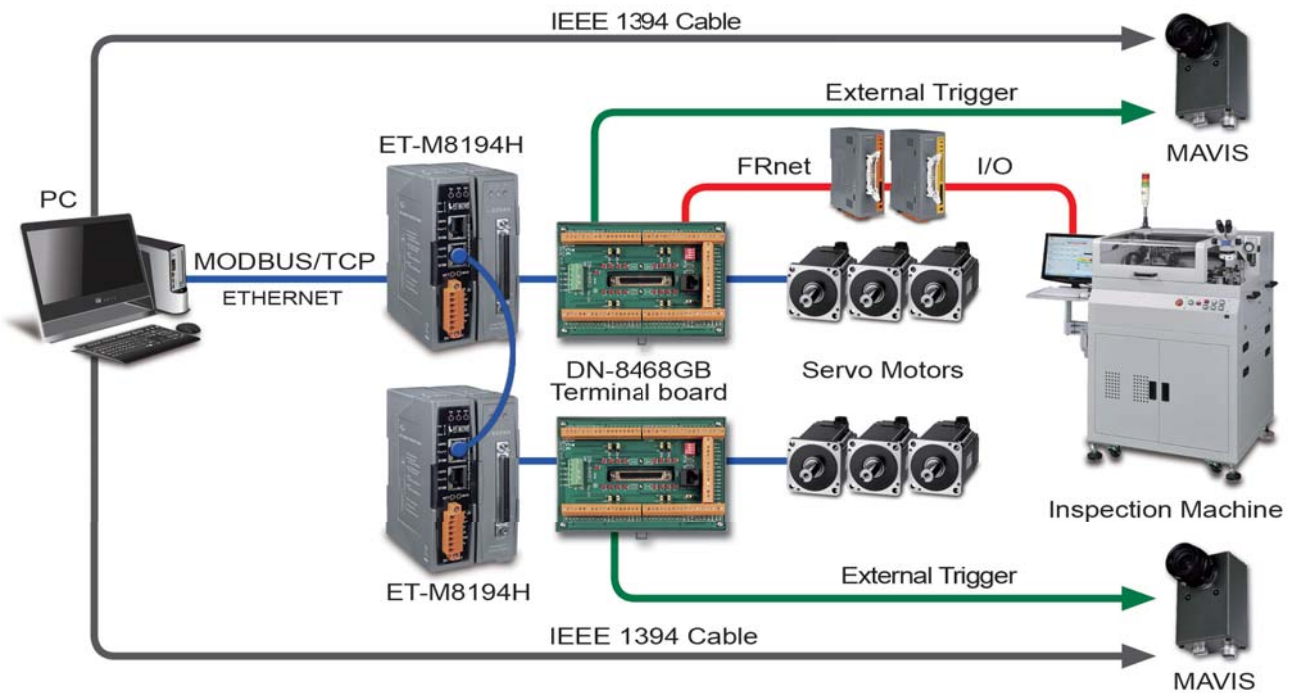 IEEE 1394 Cable
External Trigger
ET-M8194H
MAVIS
FRnet
I/O
PC
MODBUS/TCP
ETHERNET
DN-8468GB
Terminal board
Servo Motors
Inspection Machine
ET-M8194H
External Trigger
IEEE 1394 Cable
MAVIS